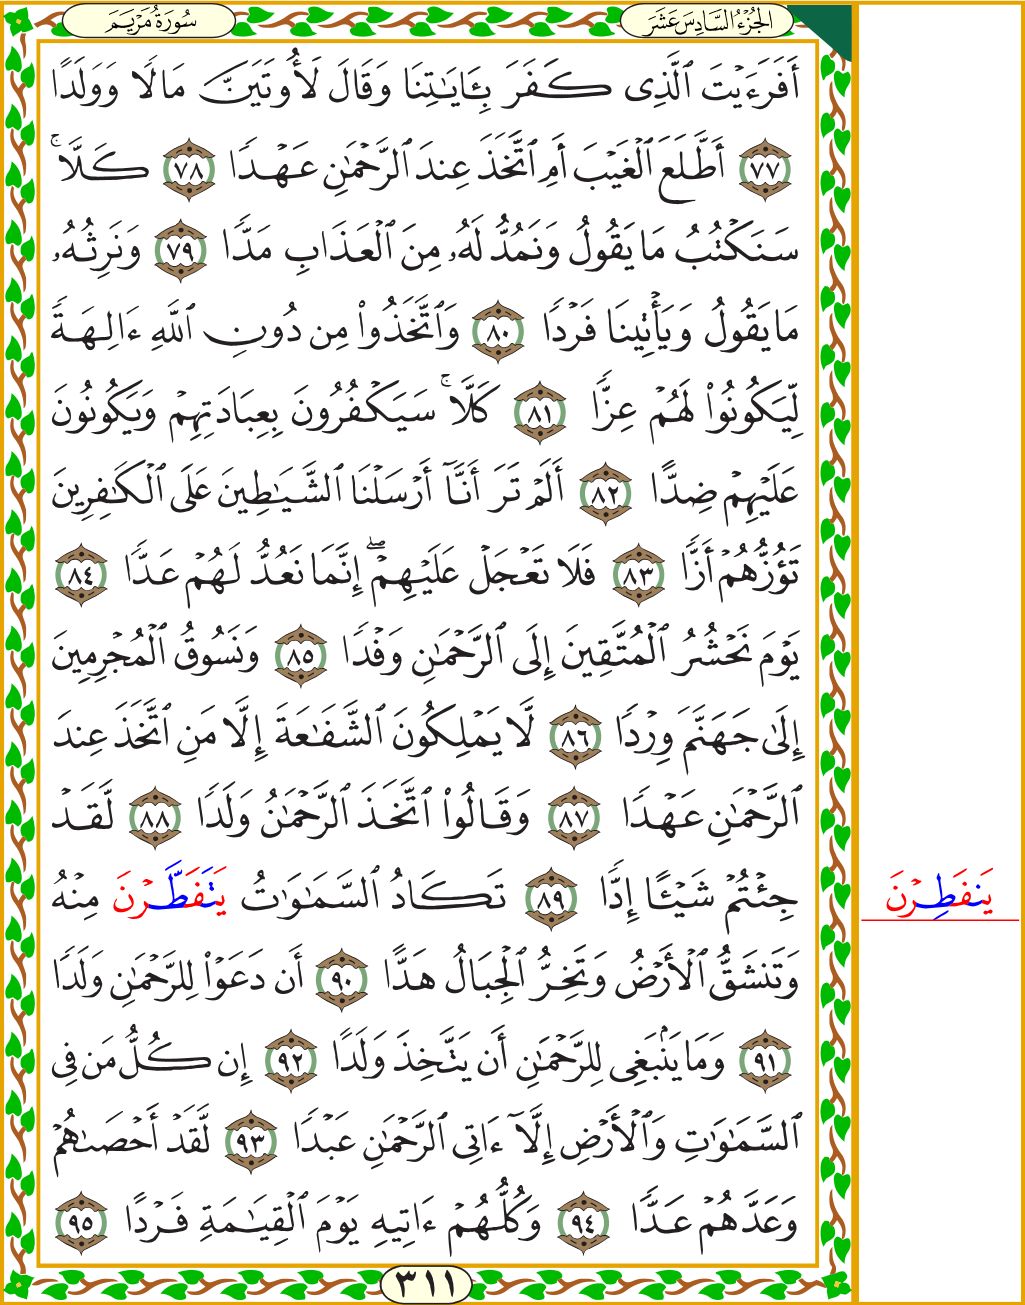 الجُزْءُ السَّادِسَ عَشَرَ
سُورَةُ مَرْيَمَ
أَفَرَءَيْتَ ٱلَّذِى كَفَرَ بِـَٔايَـٰتِنَا وَقَالَ لَأُوتَيَنَّ مَالًا وَوَلَدًا
٧٧ أَطَّلَعَ ٱلْغَيْبَ أَمِ ٱتَّخَذَ عِندَ ٱلرَّحْمَـٰنِ عَهْدًا ٧٨ كَلَّا ۚ
سَنَكْتُبُ مَا يَقُولُ وَنَمُدُّ لَهُۥ مِنَ ٱلْعَذَابِ مَدًّا ٧٩ وَنَرِثُهُۥ
مَا يَقُولُ وَيَأْتِينَا فَرْدًا ٨٠ وَٱتَّخَذُوا۟ مِن دُونِ ٱللَّهِ ءَالِهَةً
لِّيَكُونُوا۟ لَهُمْ عِزًّا ٨١ كَلَّا ۚ سَيَكْفُرُونَ بِعِبَادَتِهِمْ وَيَكُونُونَ
عَلَيْهِمْ ضِدًّا ٨٢ أَلَمْ تَرَ أَنَّآ أَرْسَلْنَا ٱلشَّيَـٰطِينَ عَلَى ٱلْكَـٰفِرِينَ
تَؤُزُّهُمْ أَزًّا ٨٣ فَلَا تَعْجَلْ عَلَيْهِمْ ۖ إِنَّمَا نَعُدُّ لَهُمْ عَدًّا ٨٤
يَوْمَ نَحْشُرُ ٱلْمُتَّقِينَ إِلَى ٱلرَّحْمَـٰنِ وَفْدًا ٨٥ وَنَسُوقُ ٱلْمُجْرِمِينَ
إِلَىٰ جَهَنَّمَ وِرْدًا ٨٦ لَّا يَمْلِكُونَ ٱلشَّفَـٰعَةَ إِلَّا مَنِ ٱتَّخَذَ عِندَ
ٱلرَّحْمَـٰنِ عَهْدًا ٨٧ وَقَالُوا۟ ٱتَّخَذَ ٱلرَّحْمَـٰنُ وَلَدًا ٨٨ لَّقَدْ
جِئْتُمْ شَيْـًٔا إِدًّا ٨٩ تَكَادُ ٱلسَّمَـٰوَٰتُ يَتَفَطَّرْنَ مِنْهُ
يَنفَطِرْنَ
وَتَنشَقُّ ٱلْأَرْضُ وَتَخِرُّ ٱلْجِبَالُ هَدًّا ٩٠ أَن دَعَوْا۟ لِلرَّحْمَـٰنِ وَلَدًا
٩١ وَمَا يَنۢبَغِى لِلرَّحْمَـٰنِ أَن يَتَّخِذَ وَلَدًا ٩٢ إِن كُلُّ مَن فِى
ٱلسَّمَـٰوَٰتِ وَٱلْأَرْضِ إِلَّآ ءَاتِى ٱلرَّحْمَـٰنِ عَبْدًا ٩٣ لَّقَدْ أَحْصَىٰهُمْ
وَعَدَّهُمْ عَدًّا ٩٤ وَكُلُّهُمْ ءَاتِيهِ يَوْمَ ٱلْقِيَـٰمَةِ فَرْدًا ٩٥
٣١١